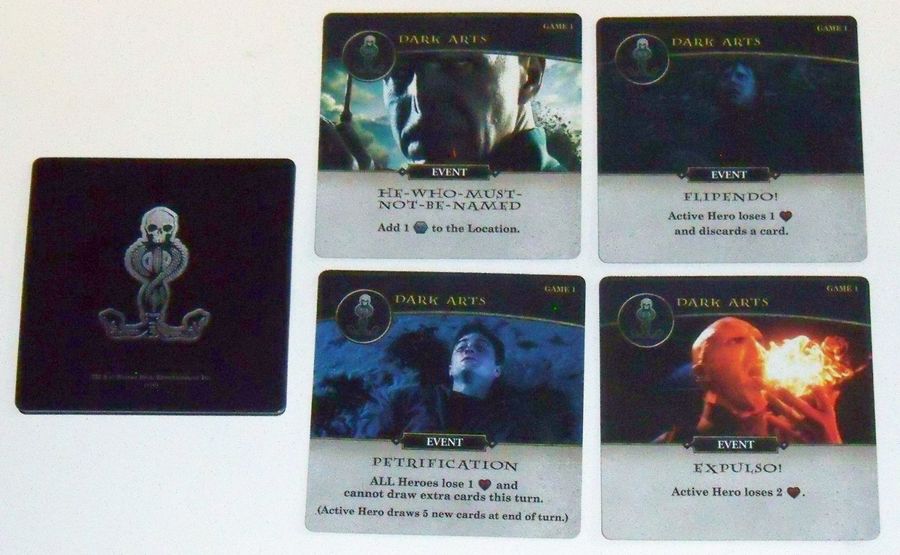 GAME 1
DARK ARTS
EVENT
HE-WHO-MUST-
NOT-BE-NAMED
Add 1 to the Location.
GAME 1
DARK ARTS
EVENT
FLIPENDO!
Active Hero loses 1
and discards a card.
GAME 1
DARK ARTS
EVENT
PETRIFICATION
ALL Heroes lose 1 and
cannot draw extra cards this turn.
(Active Hero draws 5 new cards at end of turn.)
GAME 1
DARK ARTS
EVENT
EXPULSO!
Active Hero loses 2 .